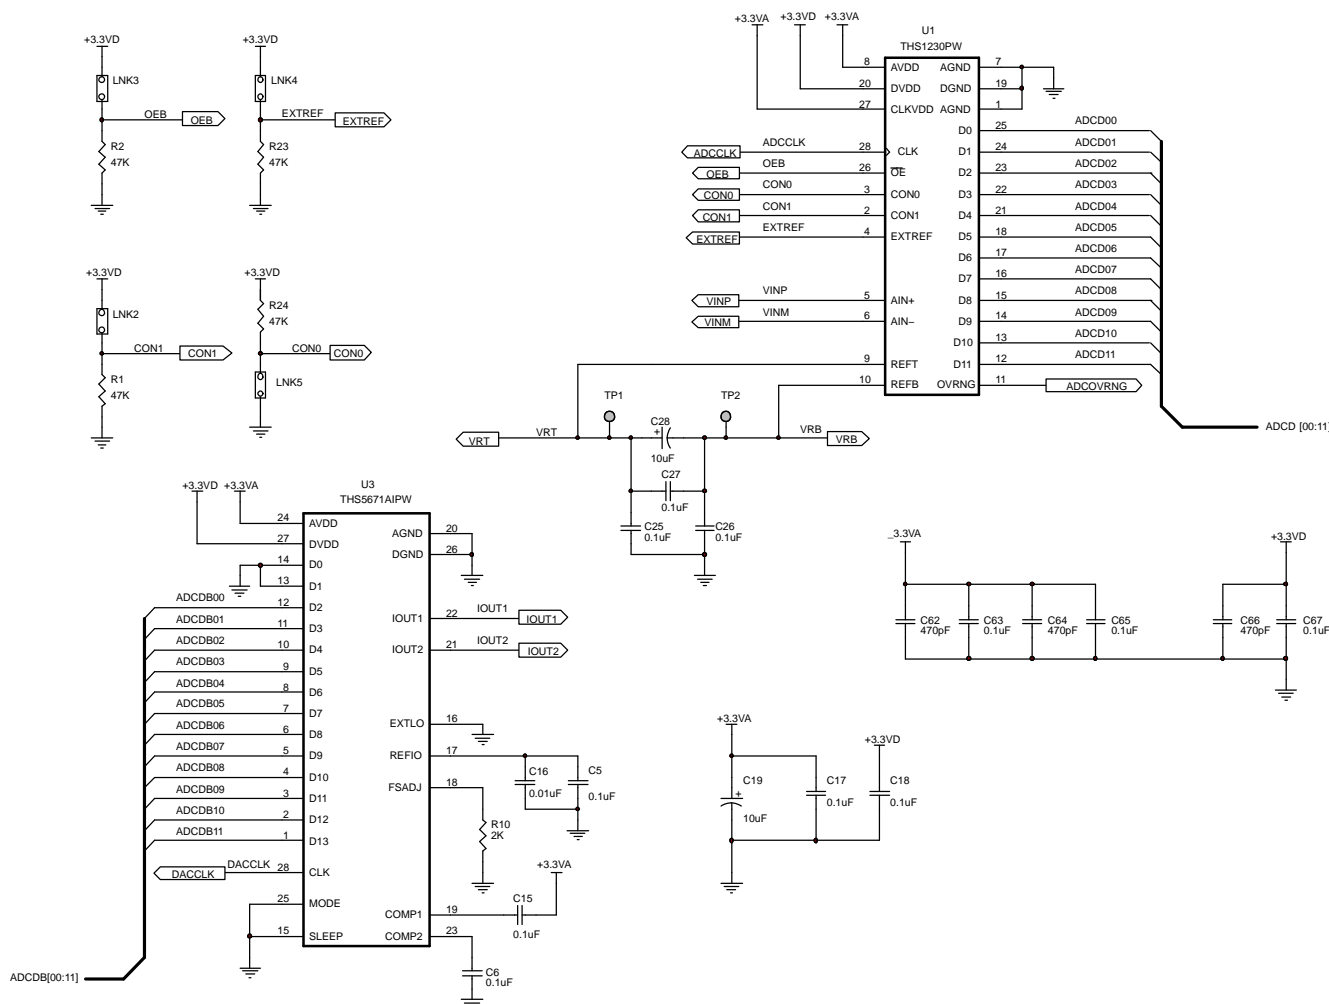 +3.3VD
LNK3
OEB
OEB
R2
47K
+3.3VD
LNK4
EXTREF
EXTREF
R23
47K
+3.3VD
LNK2
CON1
CON1
R1
47K
+3.3VD
R24
47K
CON0
CON0
LNK5
+3.3VA +3.3VD +3.3VA
U1
THS1230PW
8 AVDD AGND 7
20 DVDD DGND 19
27 CLKVDD AGND 1
D0 25 ADCD00
ADCCLK ADCCLK 28 CLK D1 24 ADCD01
OEB OEB 26 OE D2 23 ADCD02
CON0 CON0 3 CON0 D3 22 ADCD03
CON1 CON1 2 CON1 D4 21 ADCD04
EXTREF EXTREF 4 EXTREF D5 18 ADCD05
D6 17 ADCD06
D7 16 ADCD07
VINP VINP 5 AIN+ D8 15 ADCD08
VINM VINM 6 AIN− D9 14 ADCD09
D10 13 ADCD10
9 REFT D11 12 ADCD11
10 REFB OVRNG 11 ADCOVRNG
ADCD [00:11]
TP1 TP2
VRT VRT
C28
+
10uF
VRB VRB
C27
0.1uF
C25
0.1uF
C26
0.1uF
+3.3VD +3.3VA
U3
THS5671AIPW
24 AVDD AGND 20
27 DVDD DGND 26
14 D0
13 D1
ADCDB00 12 D2 IOUT1 22 IOUT1 IOUT1
ADCDB01 11 D3
ADCDB02 10 D4 IOUT2 21 IOUT2 IOUT2
ADCDB03 9 D5
ADCDB04 8 D6
ADCDB05 7 D7 EXTLO 16
ADCDB06 6 D8
ADCDB07 5 D9 REFIO 17
ADCDB08 4 D10 FSADJ 18
ADCDB09 3 D11
ADCDB10 2 D12
ADCDB11 1 D13
DACCLK DACCLK 28 CLK
25 MODE COMP1 19
15 SLEEP COMP2 23
ADCDB[00:11]
C16
0.01uF
C5
0.1uF
R10
2K
+3.3VA
C15
0.1uF
C6
0.1uF
_3.3VA
C62
470pF
C63
0.1uF
C64
470pF
C65
0.1uF
+3.3VD
C66
470pF
C67
0.1uF
+3.3VA
C19
+
10uF
C17
0.1uF
+3.3VD
C18
0.1uF